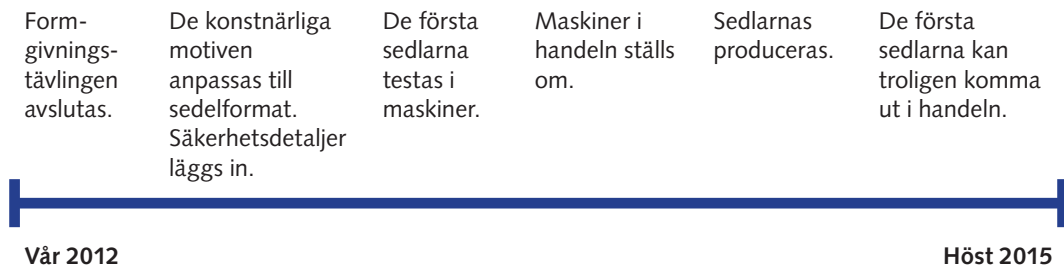 Form-
givnings-
tävlingen
avslutas.
De konstnärliga
motiven
anpassas till
sedelformat.
Säkerhetsdetaljer
läggs in.
De första
sedlarna
testas i
maskiner.
Maskiner i
handeln ställs
om.
Sedlarnas
produceras.
De första
sedlarna kan
troligen komma
ut i handeln.
Vår 2012
Höst 2015